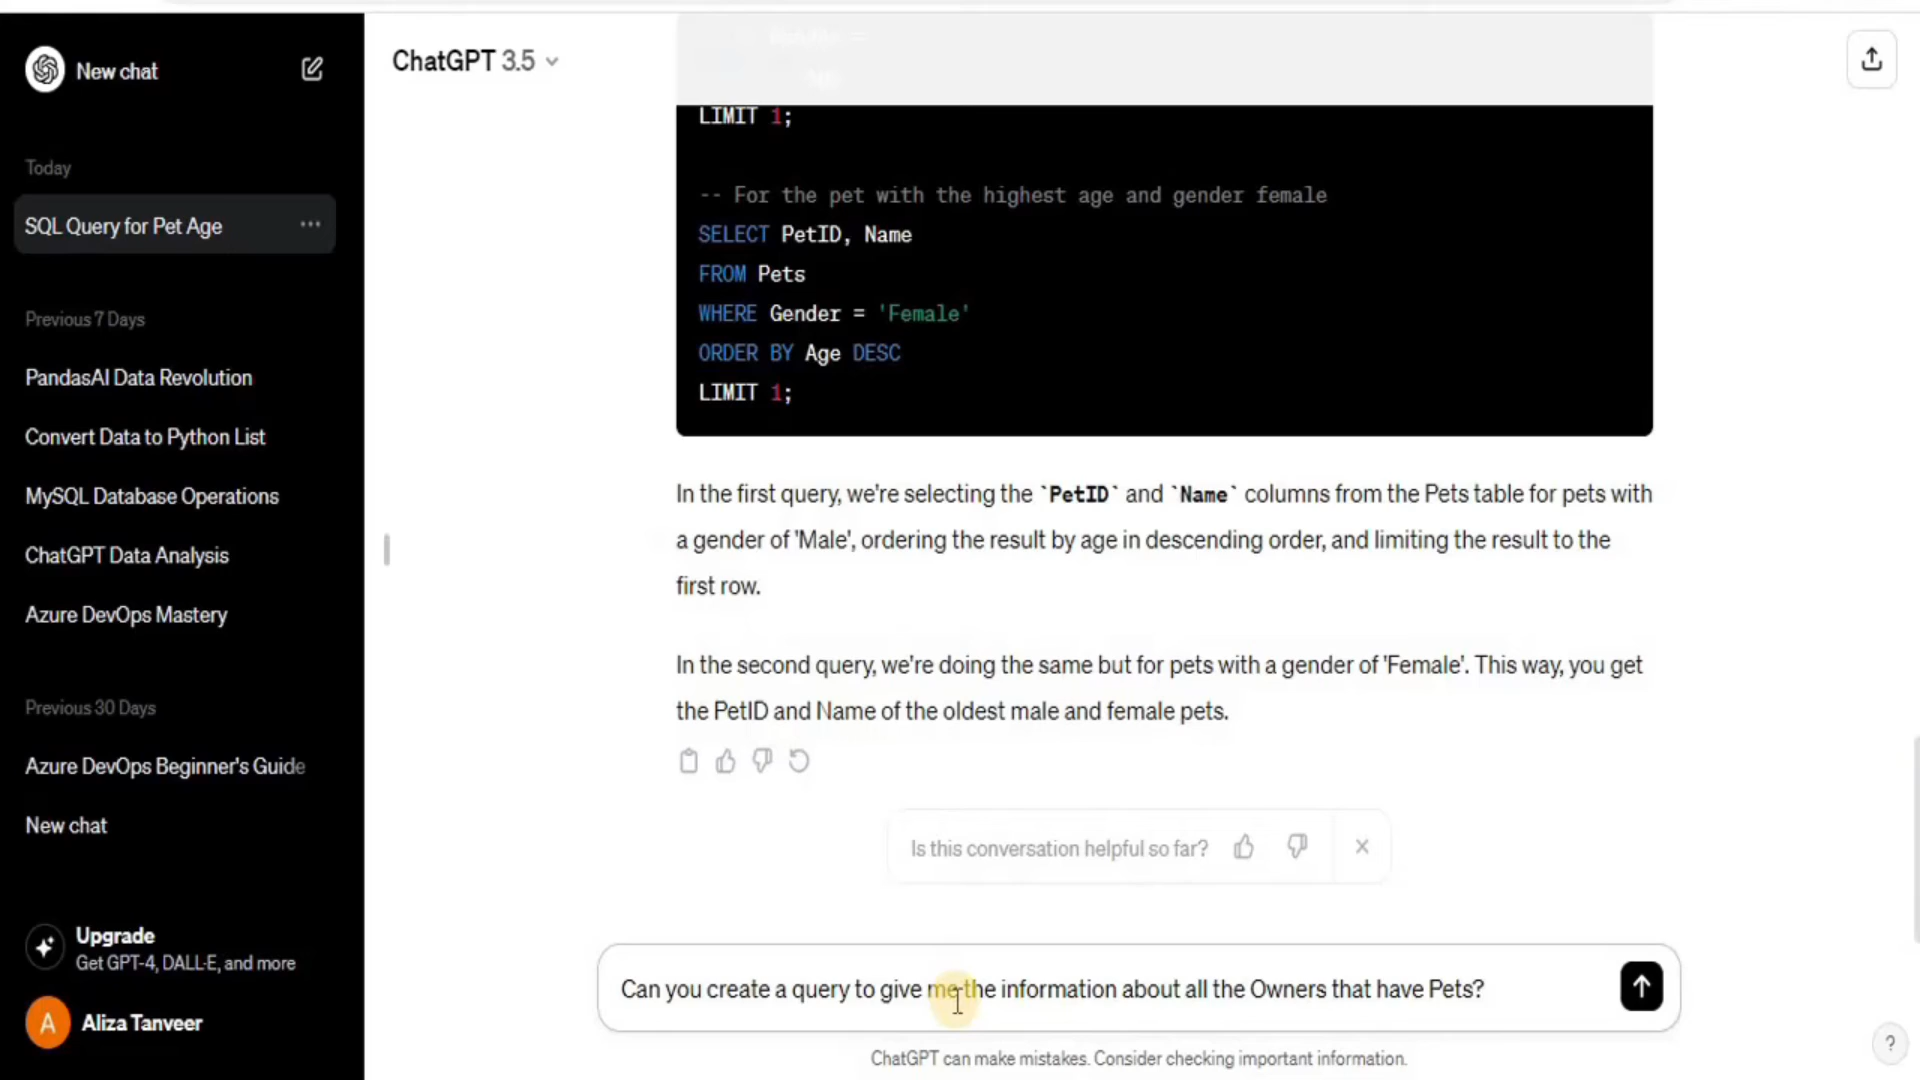 New chat
Today
SQL Query for Pet Age
Previous 7 Days
PandasAI Data Revolution
Convert Data to Python List
MySQL Database Operations
ChatGPT Data Analysis
Azure DevOps Mastery
Previous 30 Days
Azure DevOps Beginner's Guide
New chat
Upgrade
Get GPT-4, DALL·E, and more
A
Aliza Tanveer
ChatGPT 3.5
LIMIT 1;
-- For the pet with the highest age and gender female
SELECT PetID, Name
FROM Pets
WHERE Gender = 'Female'
ORDER BY Age DESC
LIMIT 1;
In the first query, we're selecting the `PetID` and `Name` columns from the Pets table for pets with
a gender of 'Male', ordering the result by age in descending order, and limiting the result to the
first row.
In the second query, we're doing the same but for pets with a gender of 'Female'. This way, you get
the PetID and Name of the oldest male and female pets.
Is this conversation helpful so far?
Can you create a query to give me the information about all the Owners that have Pets?
ChatGPT can make mistakes. Consider checking important information.
?